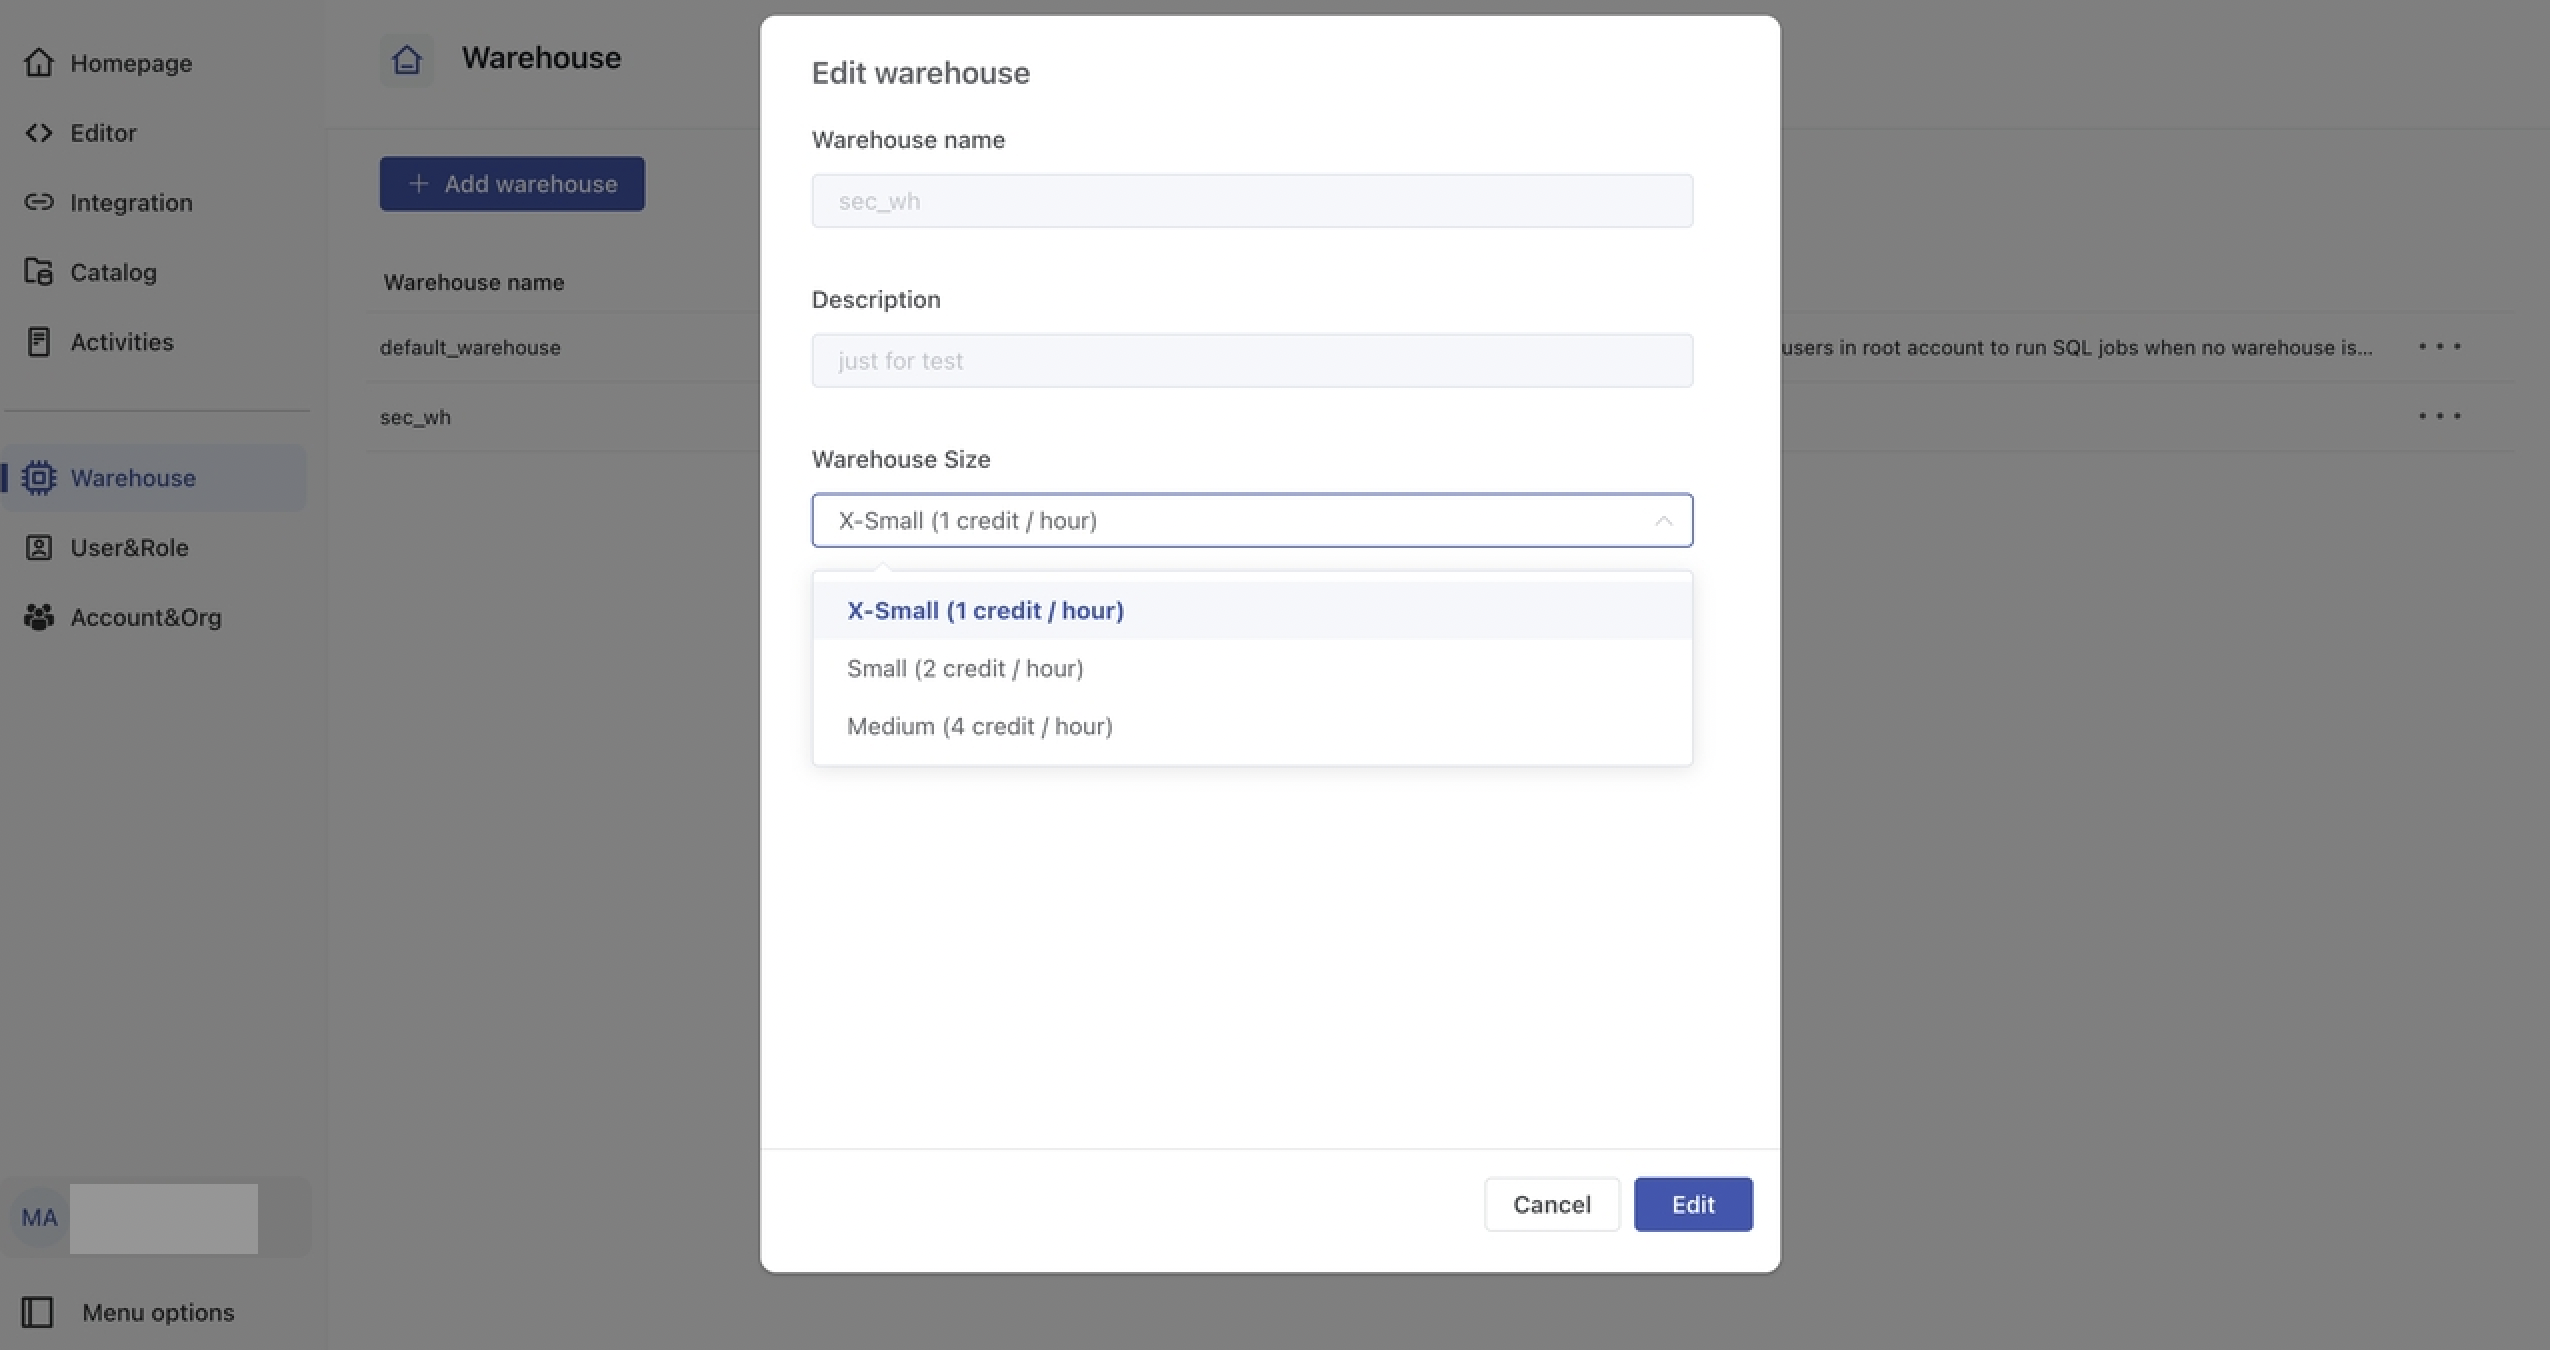 Homepage
Editor
Integration
Catalog
Activities
Warehouse
User&Role
Account&Org
MA
Menu options
Warehouse
+ Add warehouse
Warehouse name
default_warehouse
users in root account to run SQL jobs when no warehouse is...
sec_wh
Edit warehouse
Warehouse name
sec_wh
Description
just for test
Warehouse Size
X-Small (1 credit / hour)
X-Small (1 credit / hour)
Small (2 credit / hour)
Medium (4 credit / hour)
Cancel
Edit